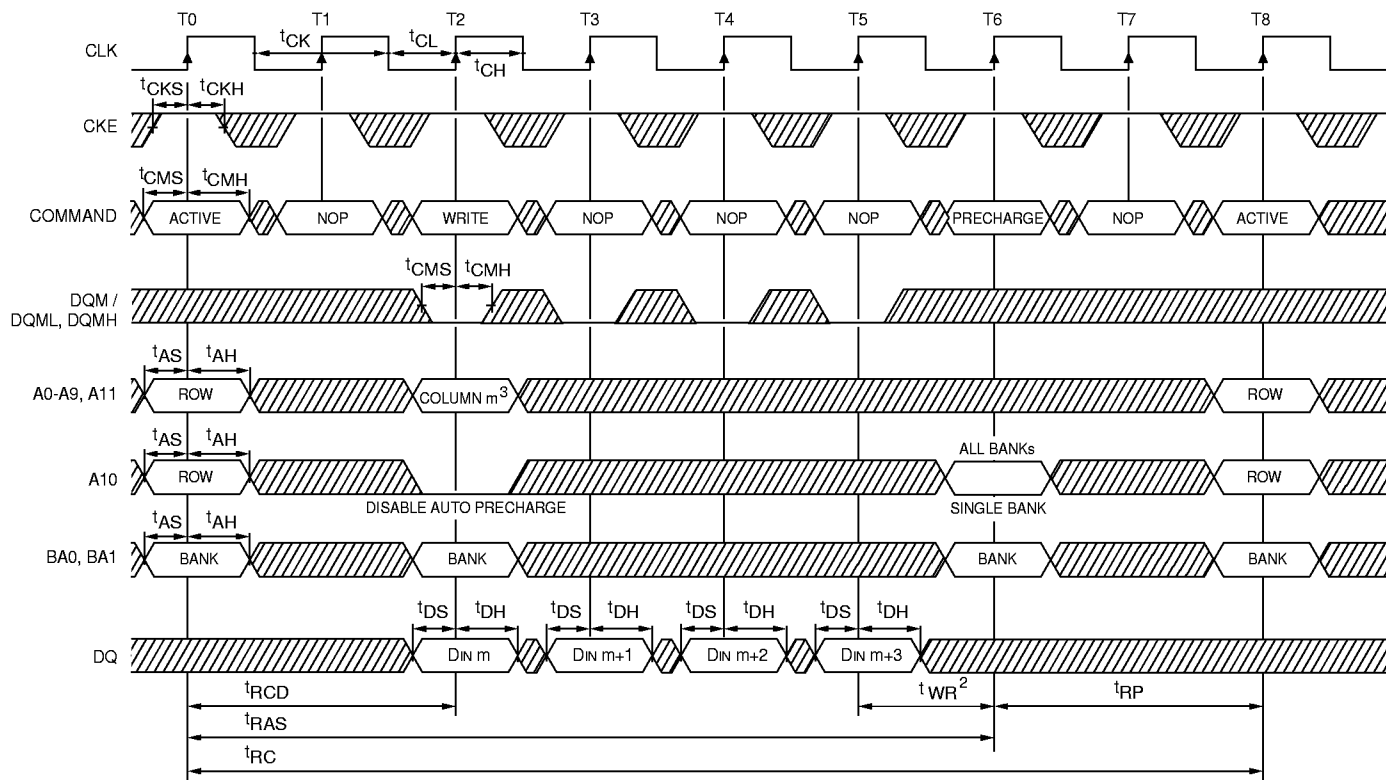 T0 T1 T2 T3 T4 T5 T6 T7 T8
CLK tCK tCL tCH
tCKS tCKH
CKE
tCMS tCMH
COMMAND ACTIVE NOP WRITE NOP NOP NOP PRECHARGE NOP ACTIVE
tCMS tCMH
DQM /
DQML, DQMH
tAS tAH
A0-A9, A11 ROW COLUMN m³ ROW
tAS tAH ALL BANKs
A10 ROW ROW
DISABLE AUTO PRECHARGE SINGLE BANK
tAS tAH
BA0, BA1 BANK BANK BANK BANK
tDS tDH tDS tDH tDS tDH tDS tDH
DQ DIN m DIN m+1 DIN m+2 DIN m+3
tRCD tWR² tRP
tRAS
tRC